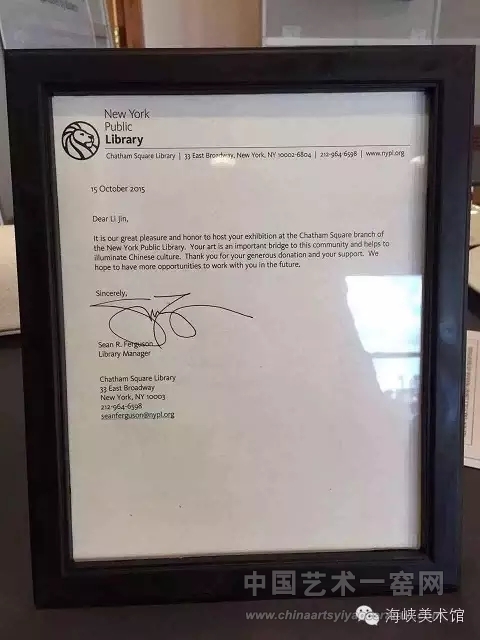 New York
Public
Library
Chatham Square Library | 33 East Broadway, New York, NY 10002-6804 | 212-964-6598 | www.nypl.org
15 October 2015
Dear Li Jin,
It is our great pleasure and honor to host your exhibition at the Chatham Square branch of
the New York Public Library. Your art is an important bridge to this community and helps to
illuminate Chinese culture. Thank you for your generous donation and your support. We
hope to have more opportunities to work with you in the future.
Sincerely,
Sean R. Ferguson
Library Manager
Chatham Square Library
33 East Broadway
New York, NY 10003
212-964-6598
seanferguson@nypl.org
中国艺术一窑网
海峡美术馆